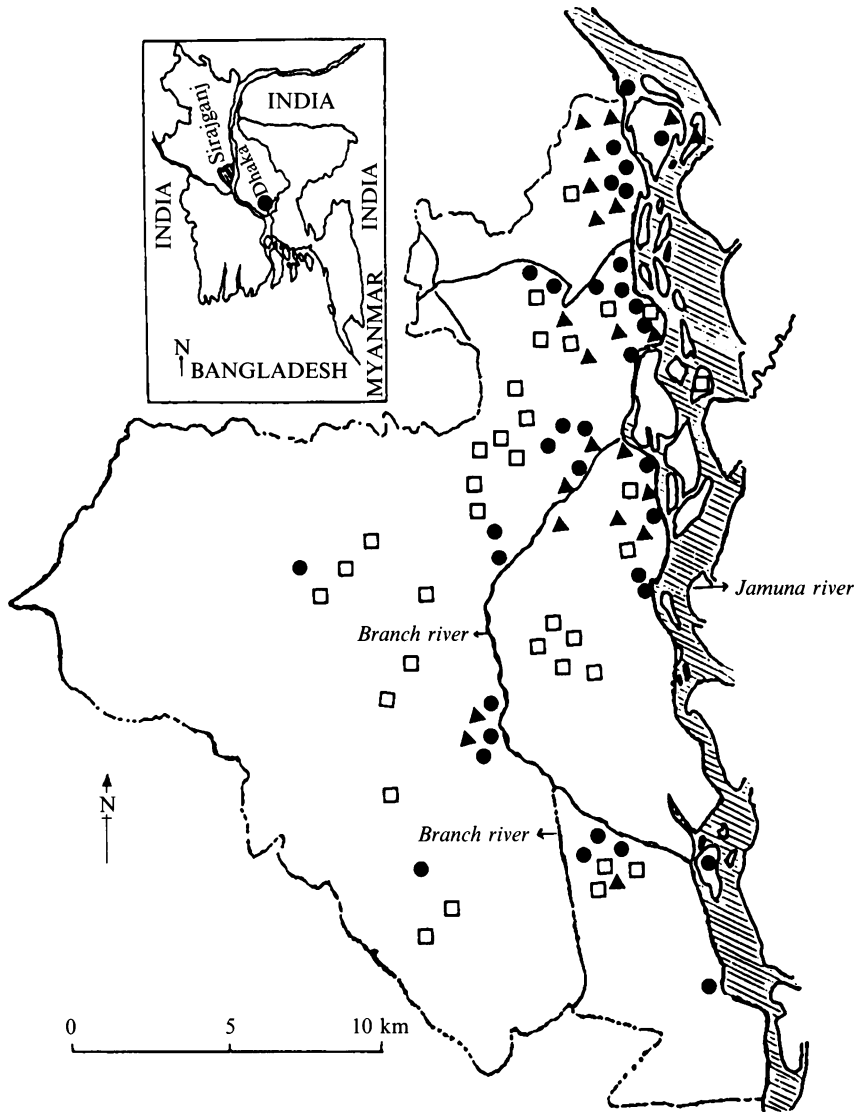 INDIA
Sirajganj
Dhaka
INDIA
INDIA
MYANMAR
N
BANGLADESH
Jamuna river
Branch river
N
Branch river
0 5 10 km